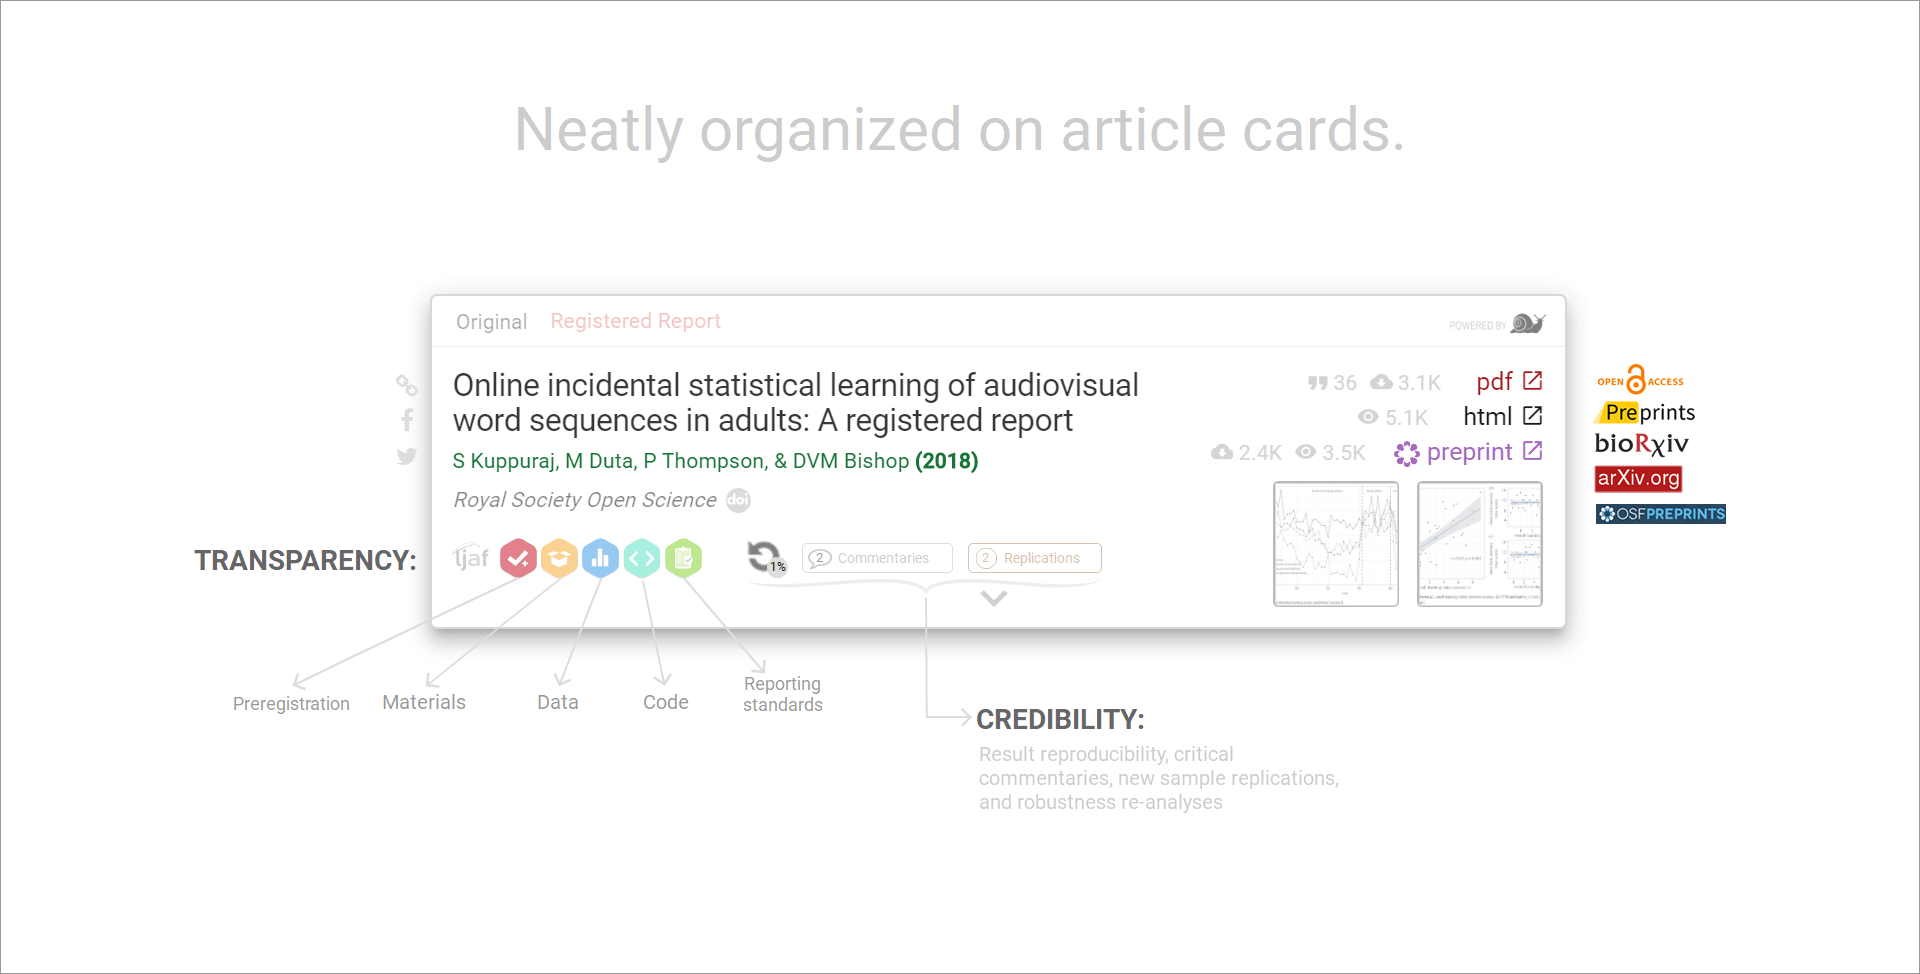 Neatly organized on article cards.
Original Registered Report
POWERED BY
Online incidental statistical learning of audiovisual
word sequences in adults: A registered report
S Kuppuraj, M Duta, P Thompson, & DVM Bishop (2018)
Royal Society Open Science doi
36 3.1K pdf
5.1K html
2.4K 3.5K preprint
OPEN ACCESS
Preprints
bioRχiv
arXiv.org
OSFPREPRINTS
TRANSPARENCY:
ljaf
1%
2 Commentaries
2 Replications
Preregistration
Materials
Data
Code
Reporting
standards
CREDIBILITY:
Result reproducibility, critical
commentaries, new sample replications,
and robustness re-analyses